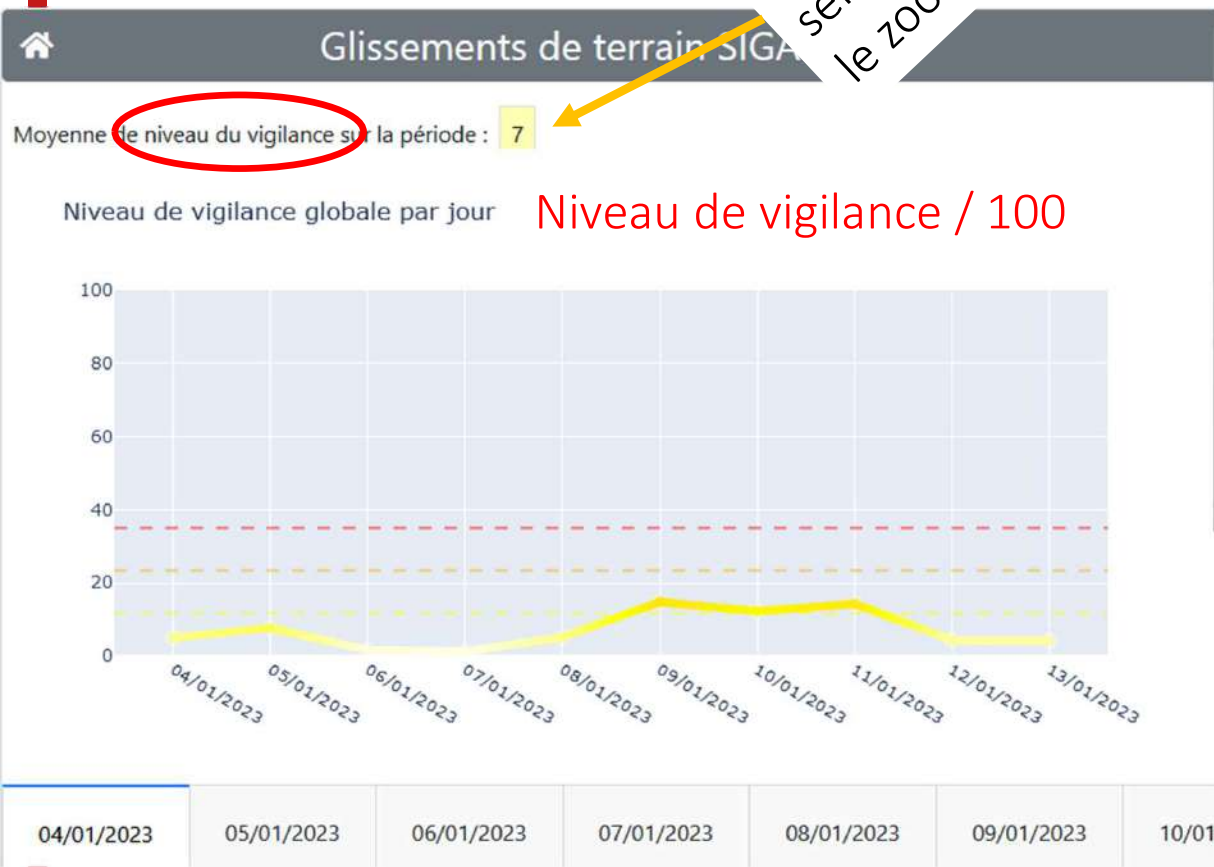 le zoo
Glissements de terrain SIGA
Moyenne de niveau du vigilance sur la période : 7
Niveau de vigilance globale par jour
Niveau de vigilance / 100
100
80
60
40
20
0
04/01/2023 05/01/2023 06/01/2023 07/01/2023 08/01/2023 09/01/2023 10/01/2023 11/01/2023 12/01/2023 13/01/2023
04/01/2023 05/01/2023 06/01/2023 07/01/2023 08/01/2023 09/01/2023 10/01